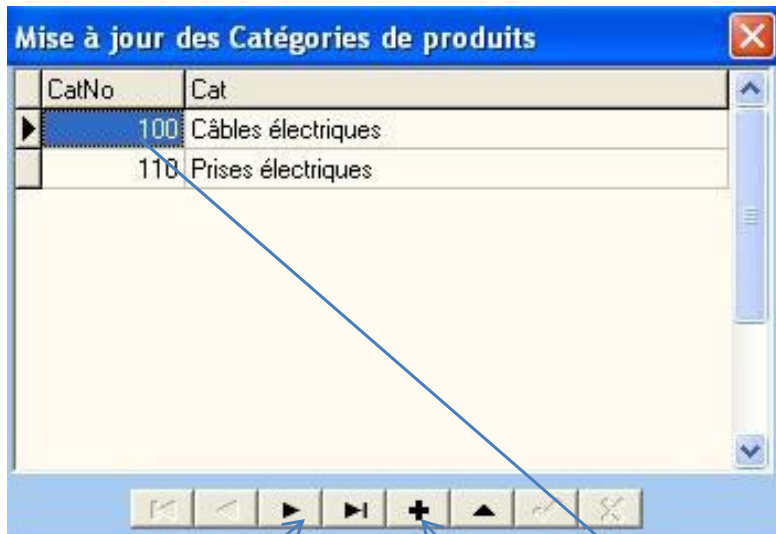 Mise à jour des Catégories de produits
CatNo Cat
100 Câbles électriques
110 Prises électriques